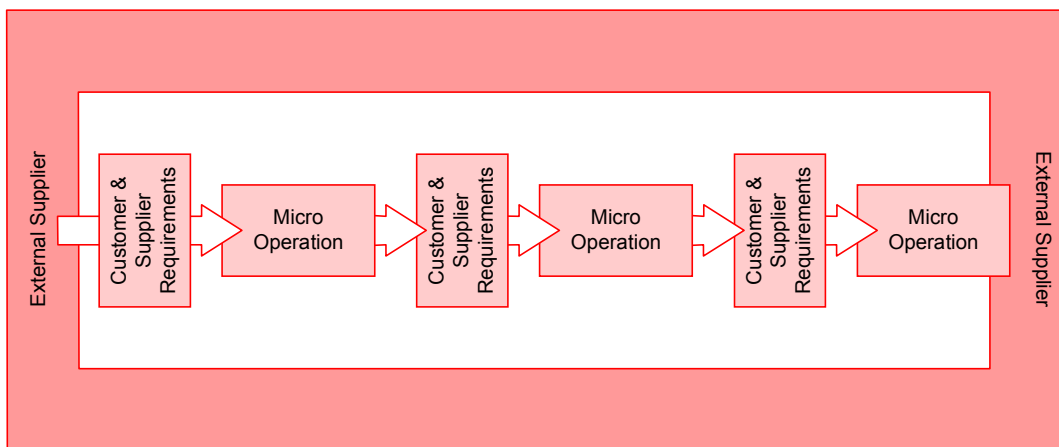 External Supplier
Customer &
Supplier
Requirements
Micro
Operation
Customer &
Supplier
Requirements
Micro
Operation
Customer &
Supplier
Requirements
Micro
Operation
External Supplier